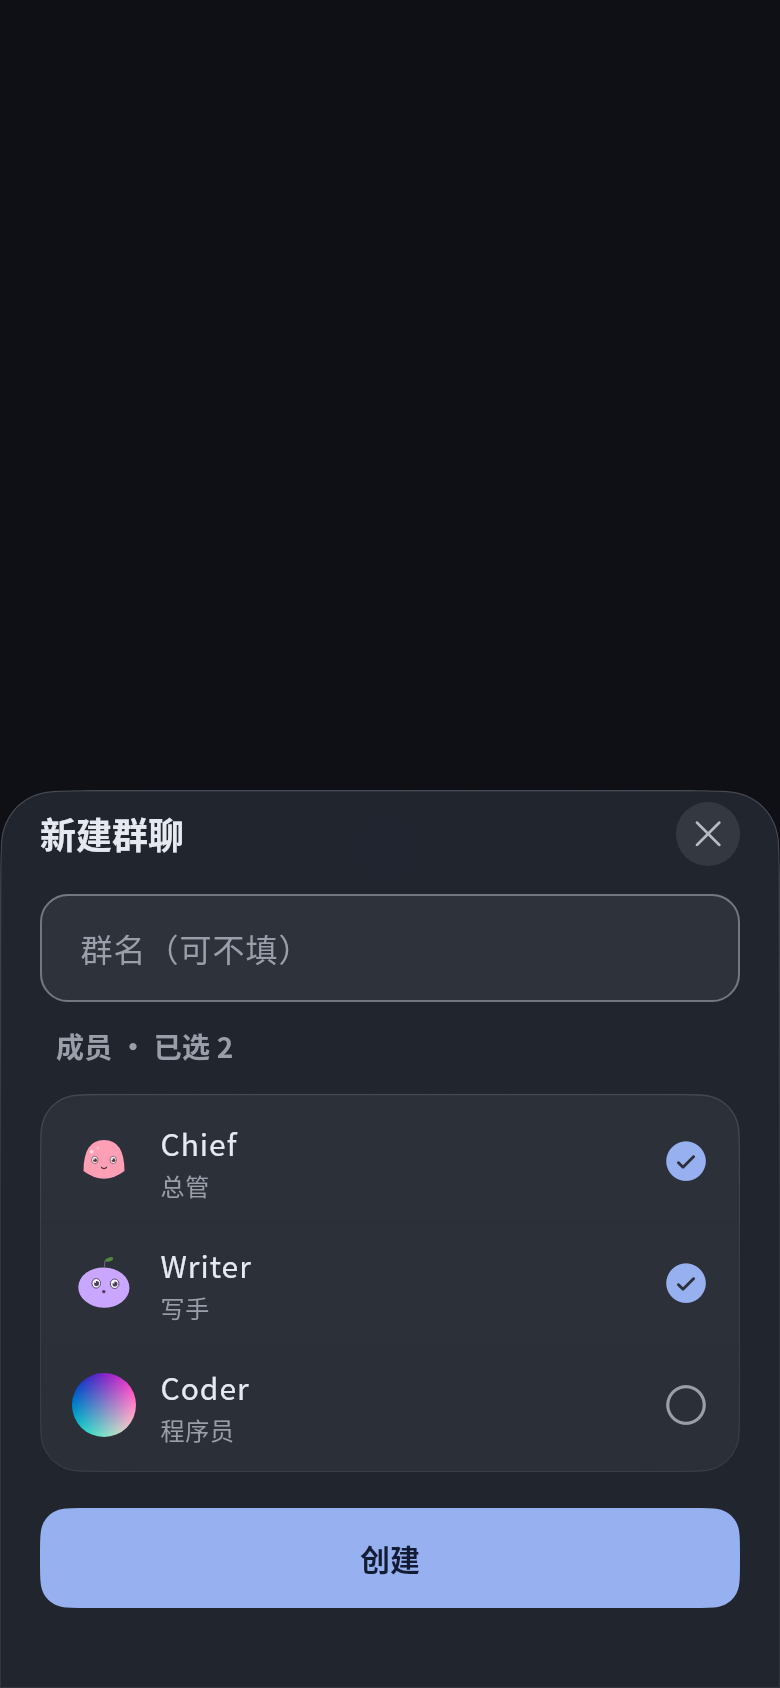 新建群聊
群名（可不填）
成员 · 已选 2
Chief
总管
Writer
写手
Coder
程序员
创建